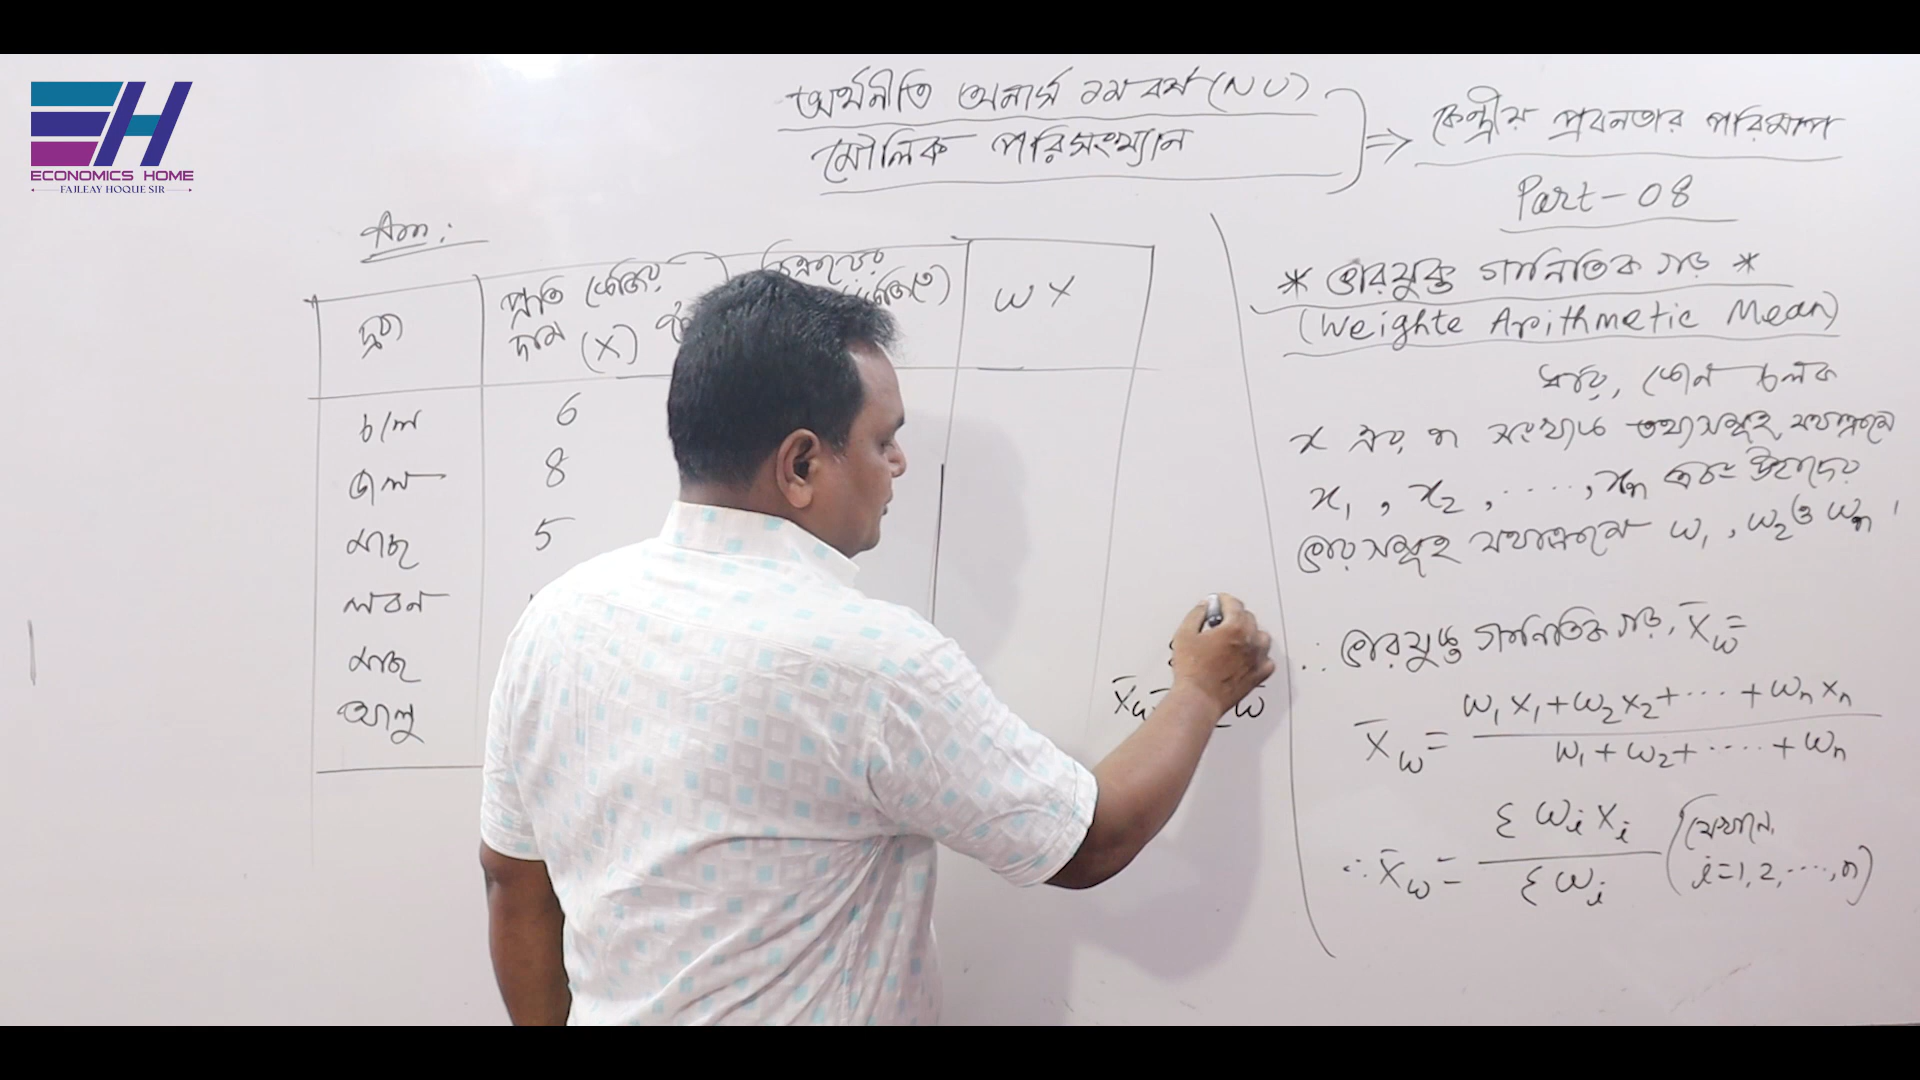 ECONOMICS HOME
FAILEAY HOQUE SIR
অর্থনীতি অনার্স ১ম বর্ষ (NU)
মৌলিক পরিসংখ্যান
⇒ কেন্দ্রীয় প্রবনতার পরিমাপ
Part-08
Ans:
দ্রব্য
প্রতি কেজির
দাম (X)
কেজিতে)
wx
চাল 6
ডাল 8
মাছ 5
লবন
মাছ
আলু
x̄w
w
* ভারযুক্ত গানিতিক গড় *
(Weighte Arithmetic Mean)
ধরি, কোন চলক
x এর n সংখ্যক তথ্যসমূহ যথাক্রমে
x₁, x₂, ....., xn এবং উহাদের
ভারসমূহ যথাক্রমে w₁, w₂ ও wn ।
∴ ভারযুক্ত গানিতিক গড়, x̄w =
x̄w = w₁x₁+w₂x₂+····+wnxn
w₁+w₂+····+wn
∴ x̄w = Σwixi / Σwi (যেখানে,
i=1,2,....,n)